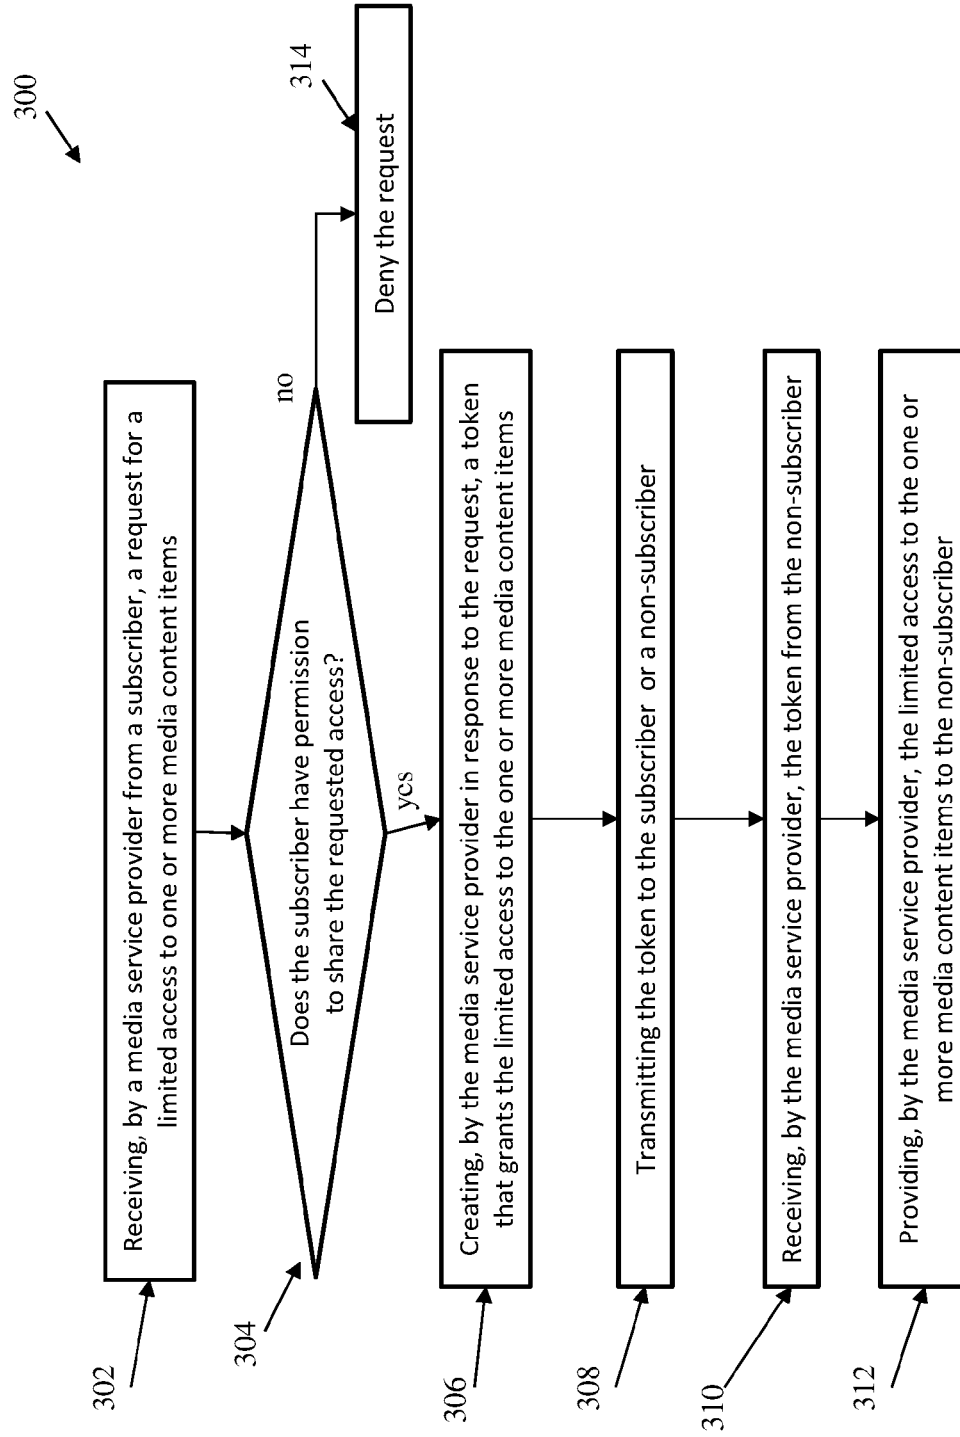 300
302
Receiving, by a media service provider from a subscriber, a request for a
limited access to one or more media content items
304
Does the subscriber have permission
to share the requested access?
no
314
Deny the request
yes
306
Creating, by the media service provider in response to the request, a token
that grants the limited access to the one or more media content items
308
Transmitting the token to the subscriber or a non-subscriber
310
Receiving, by the media service provider, the token from the non-subscriber
312
Providing, by the media service provider, the limited access to the one or
more media content items to the non-subscriber